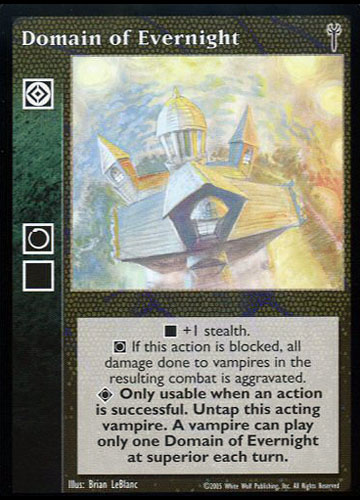 Domain of Evernight
+1 stealth.
If this action is blocked, all
damage done to vampires in the
resulting combat is aggravated.
Only usable when an action
is successful. Untap this acting
vampire. A vampire can play
only one Domain of Evernight
at superior each turn.
Illus: Brian LeBlanc ©2005 White Wolf Publishing, Inc. All Rights Reserved